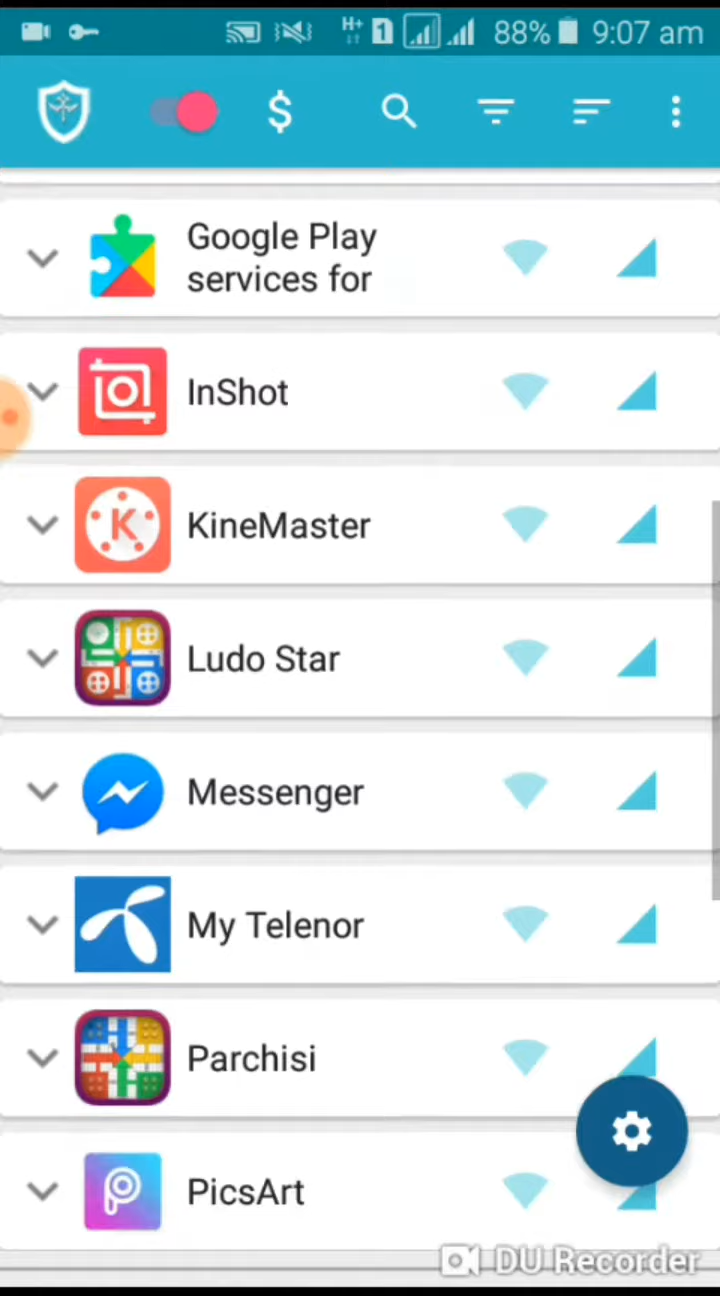 H+ 1 88% 9:07 am
$
Google Play
services for
InShot
K
KineMaster
Ludo Star
Messenger
My Telenor
Parchisi
PicsArt
DU Recorder